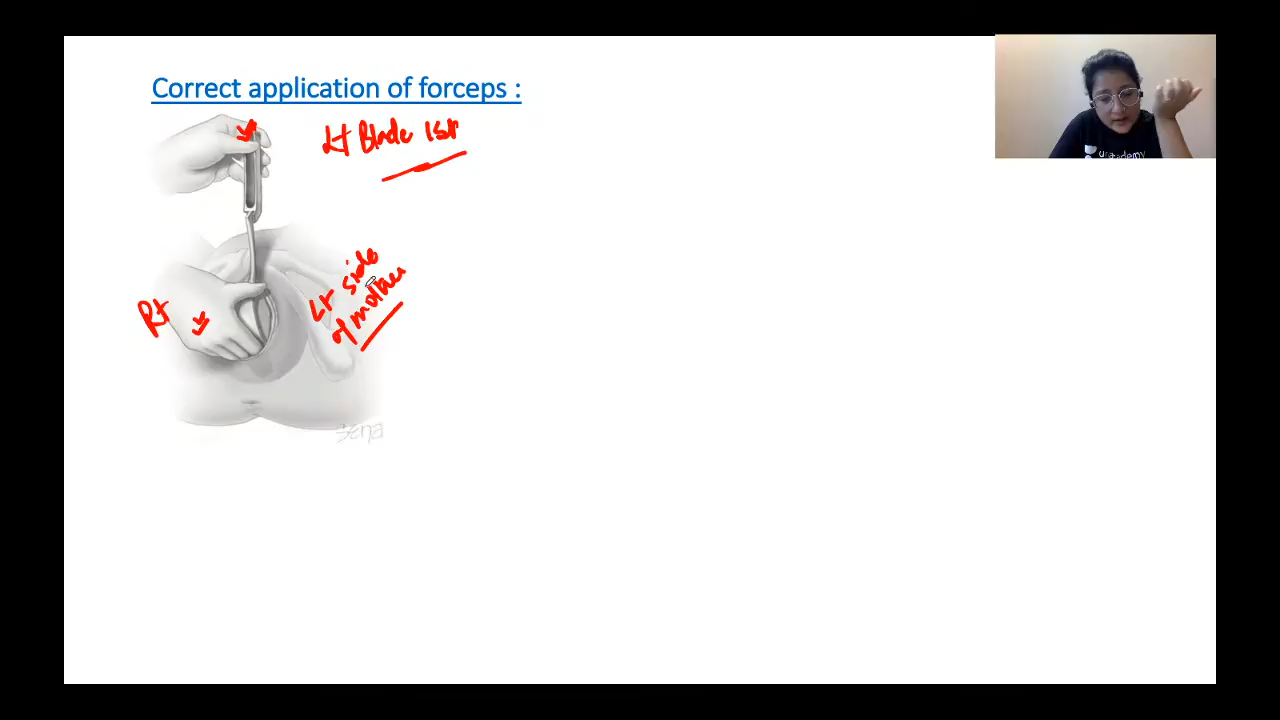 Correct application of forceps :
Lt Blade 1st
Lt side
of mother
Rt